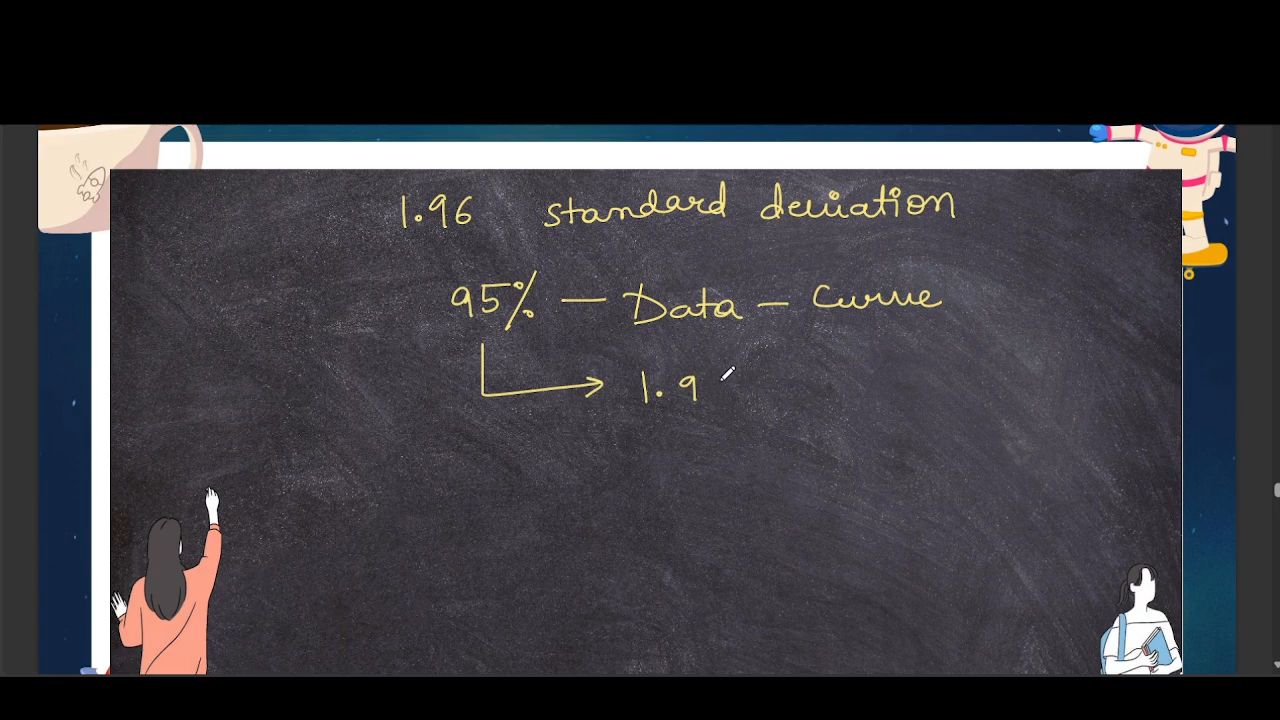 1.96 standard deviation
95% — Data — Curve
1.9